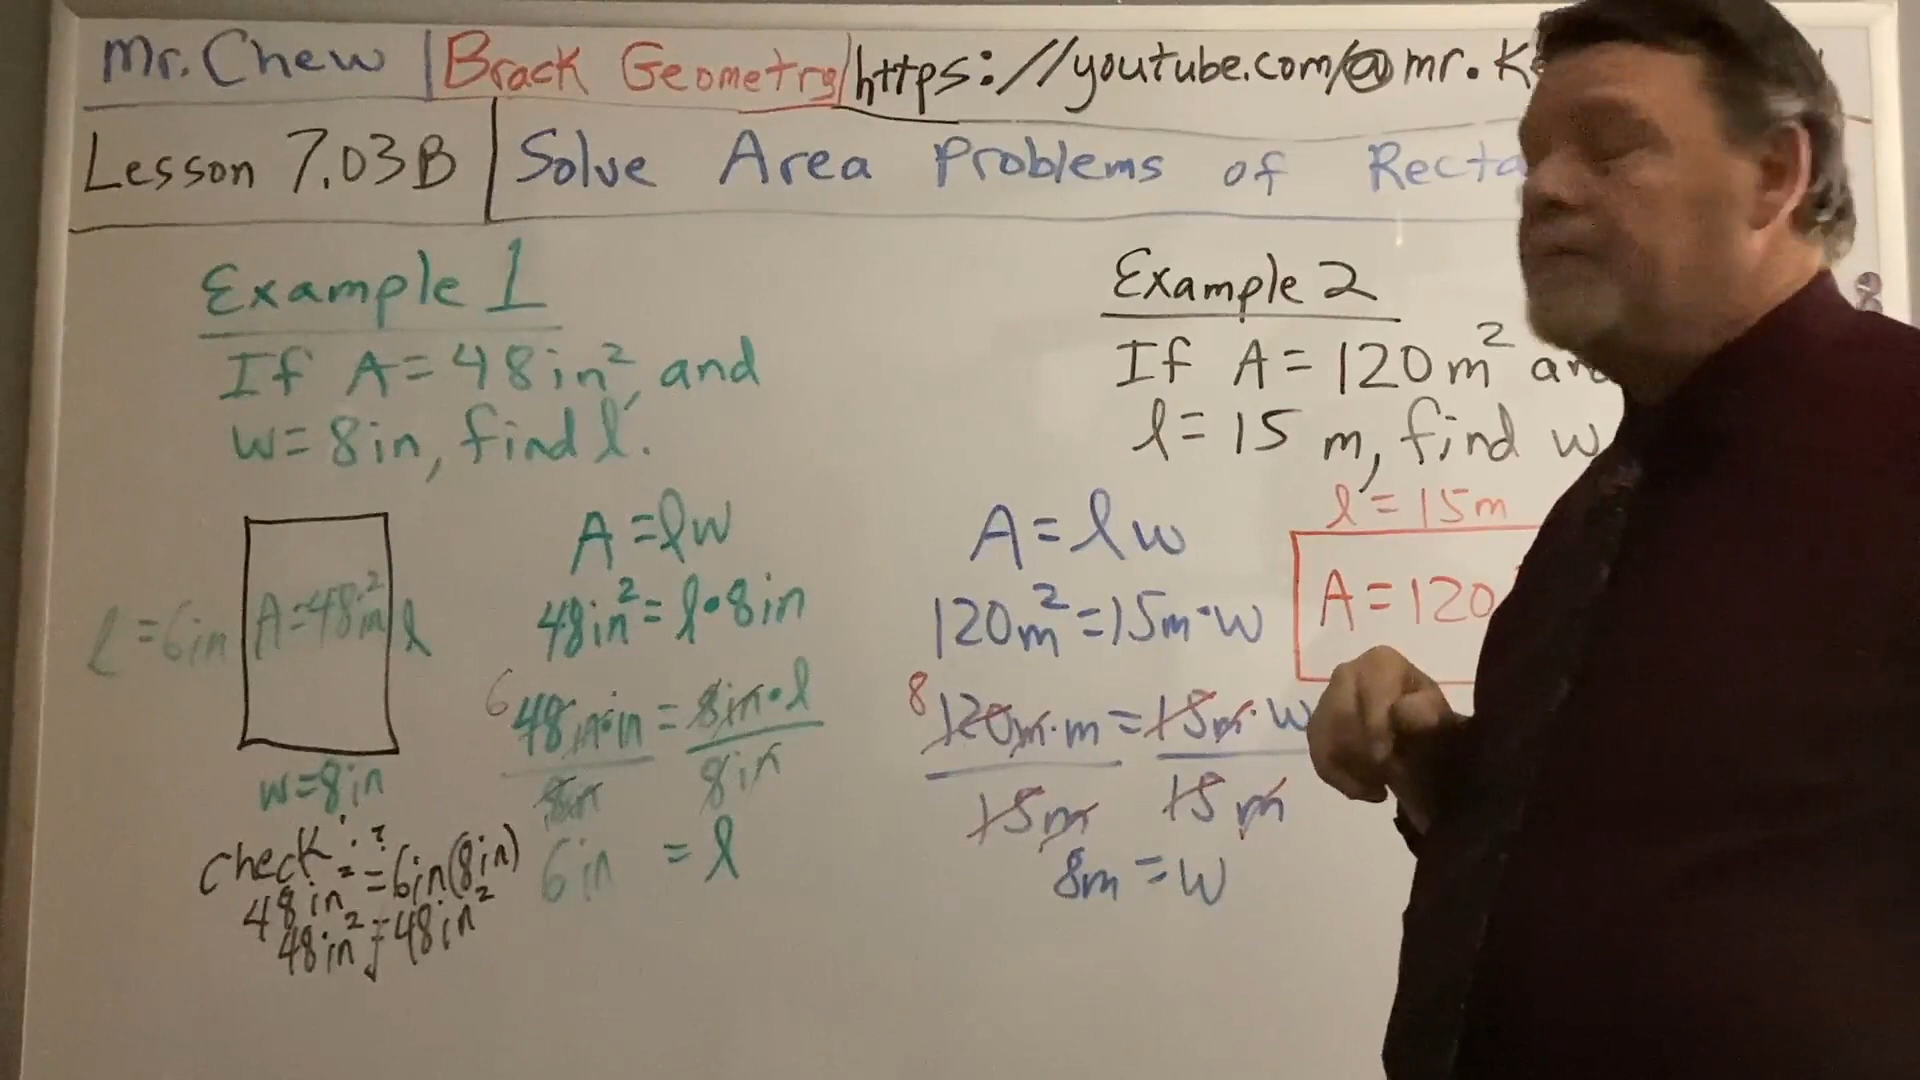 Mr. Chew | Brack Geometry | https://youtube.com/@mr.K
Lesson 7.03B | Solve Area Problems of Recta
Example 1
If A = 48in², and
w = 8in, find l.
l = 6in
A = 48in²
l
w = 8in
A = lw
48in² = l • 8in
6 48in•in = 8in • l
8in 8in
6in = l
check:
48in² ?= 6in(8in)
48in² = 48in²
Example 2
If A = 120m² and
l = 15 m, find w
l = 15m
A = 120
A = lw
120m² = 15m • w
8 120m•m = 15m • w
15m 15m
8m = w